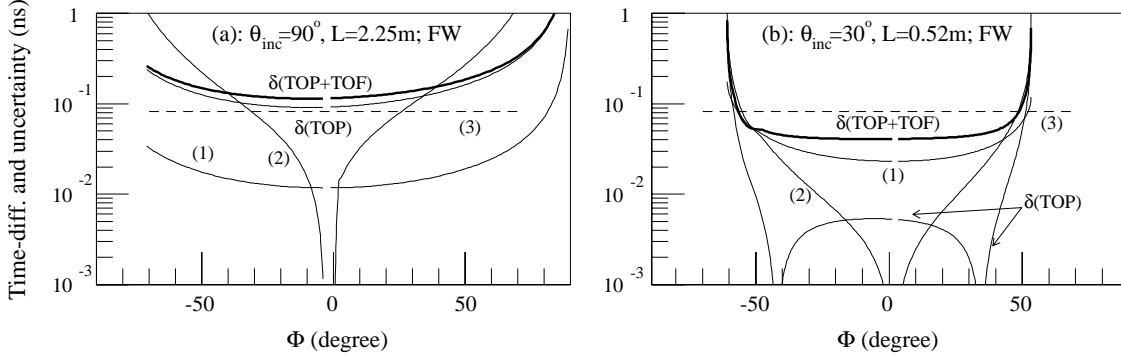 Time-diff. and uncertainty (ns)
1
10 -1
10 -2
10 -3
(a): θinc=90o, L=2.25m; FW
δ(TOP+TOF)
δ(TOP)
(3)
(1)
(2)
-50
0
50
Φ (degree)
1
10 -1
10 -2
10 -3
(b): θinc=30o, L=0.52m; FW
δ(TOP+TOF)
(3)
(1)
(2)
δ(TOP)
-50
0
50
Φ (degree)